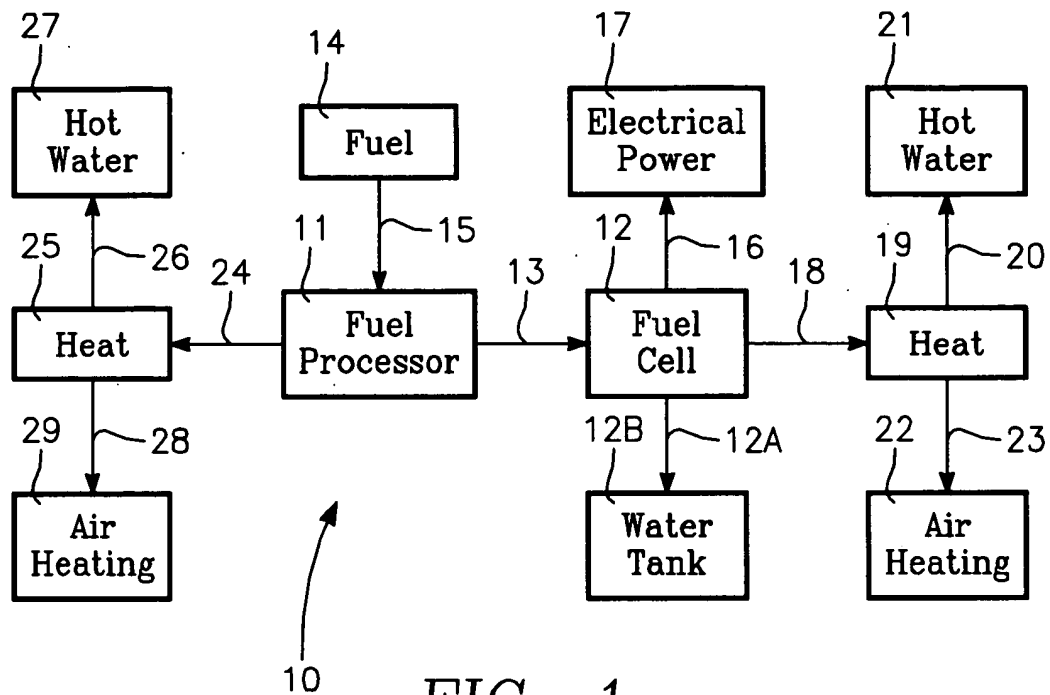 27
14
17
21
Hot
Water
Fuel
Electrical
Power
Hot
Water
25
26
24
11
15
13
12
16
18
19
20
Heat
Fuel
Processor
Fuel
Cell
Heat
29
28
12B
12A
22
23
Air
Heating
Water
Tank
Air
Heating
10
FIG. 1